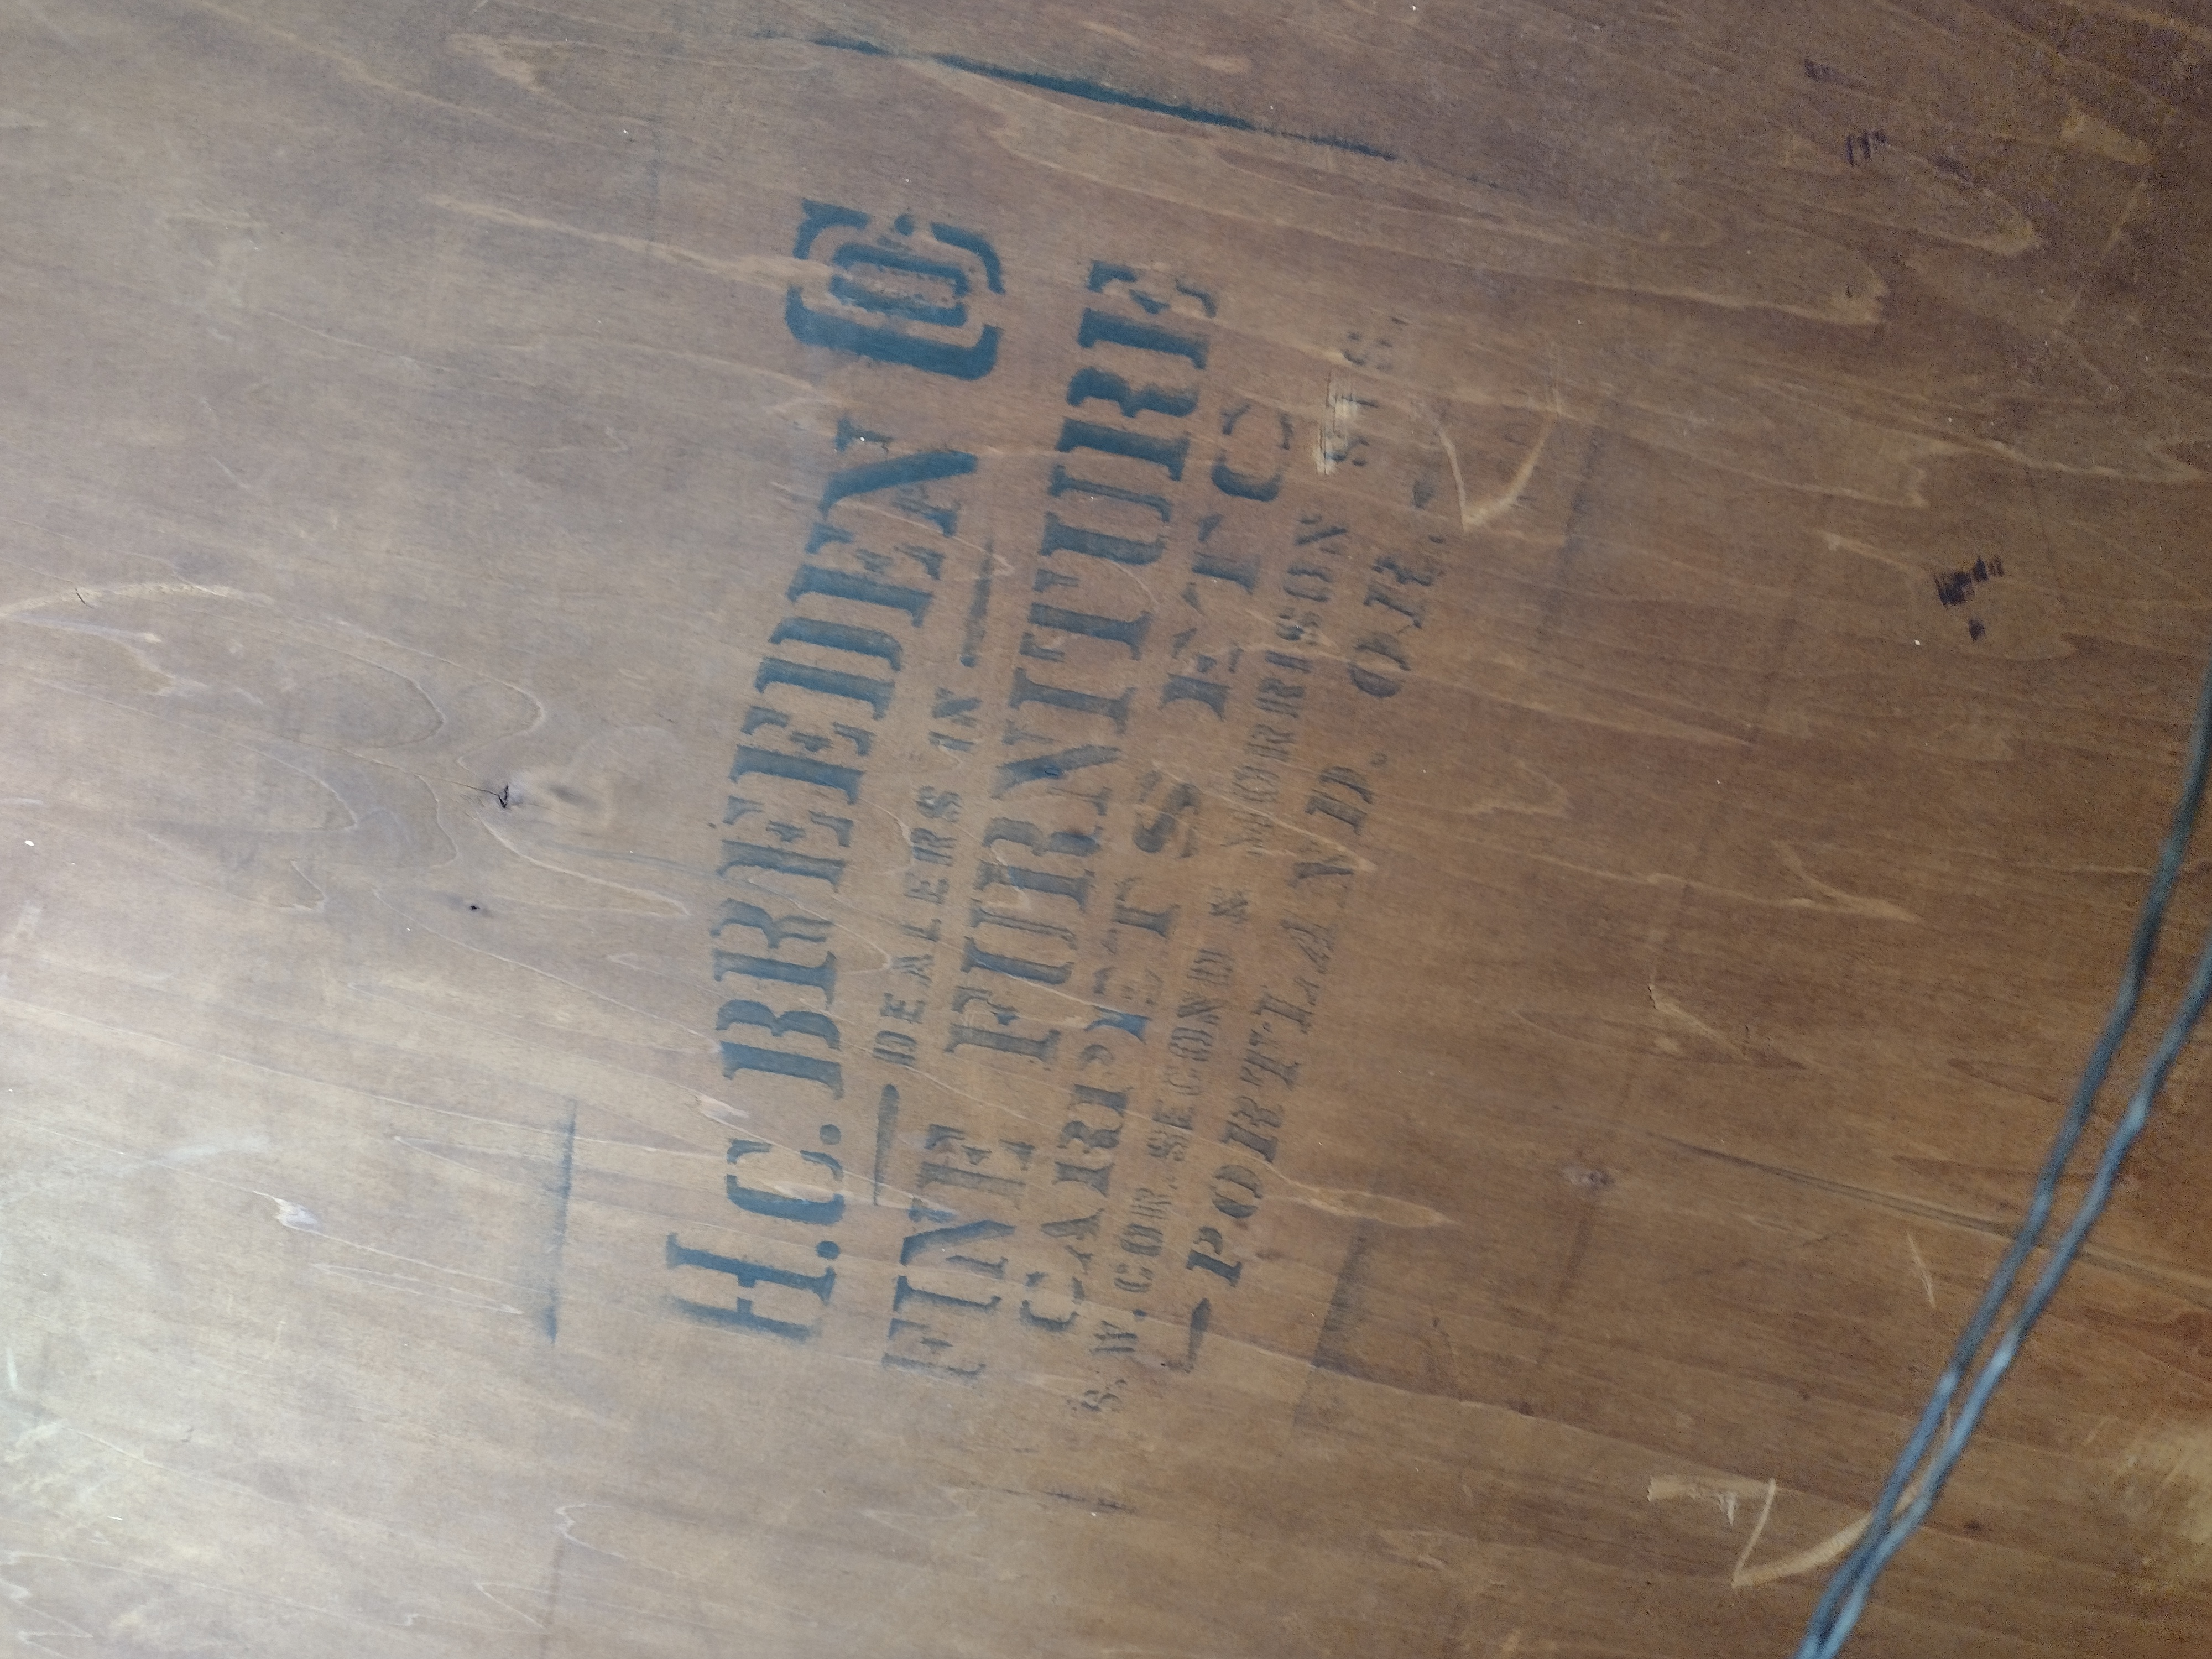 H.C. BREEDEN CO.
DEALERS IN
FINE FURNITURE
CARPETS ETC
S.W. COR. SECOND & MORRISON STS.
PORTLAND. OR.